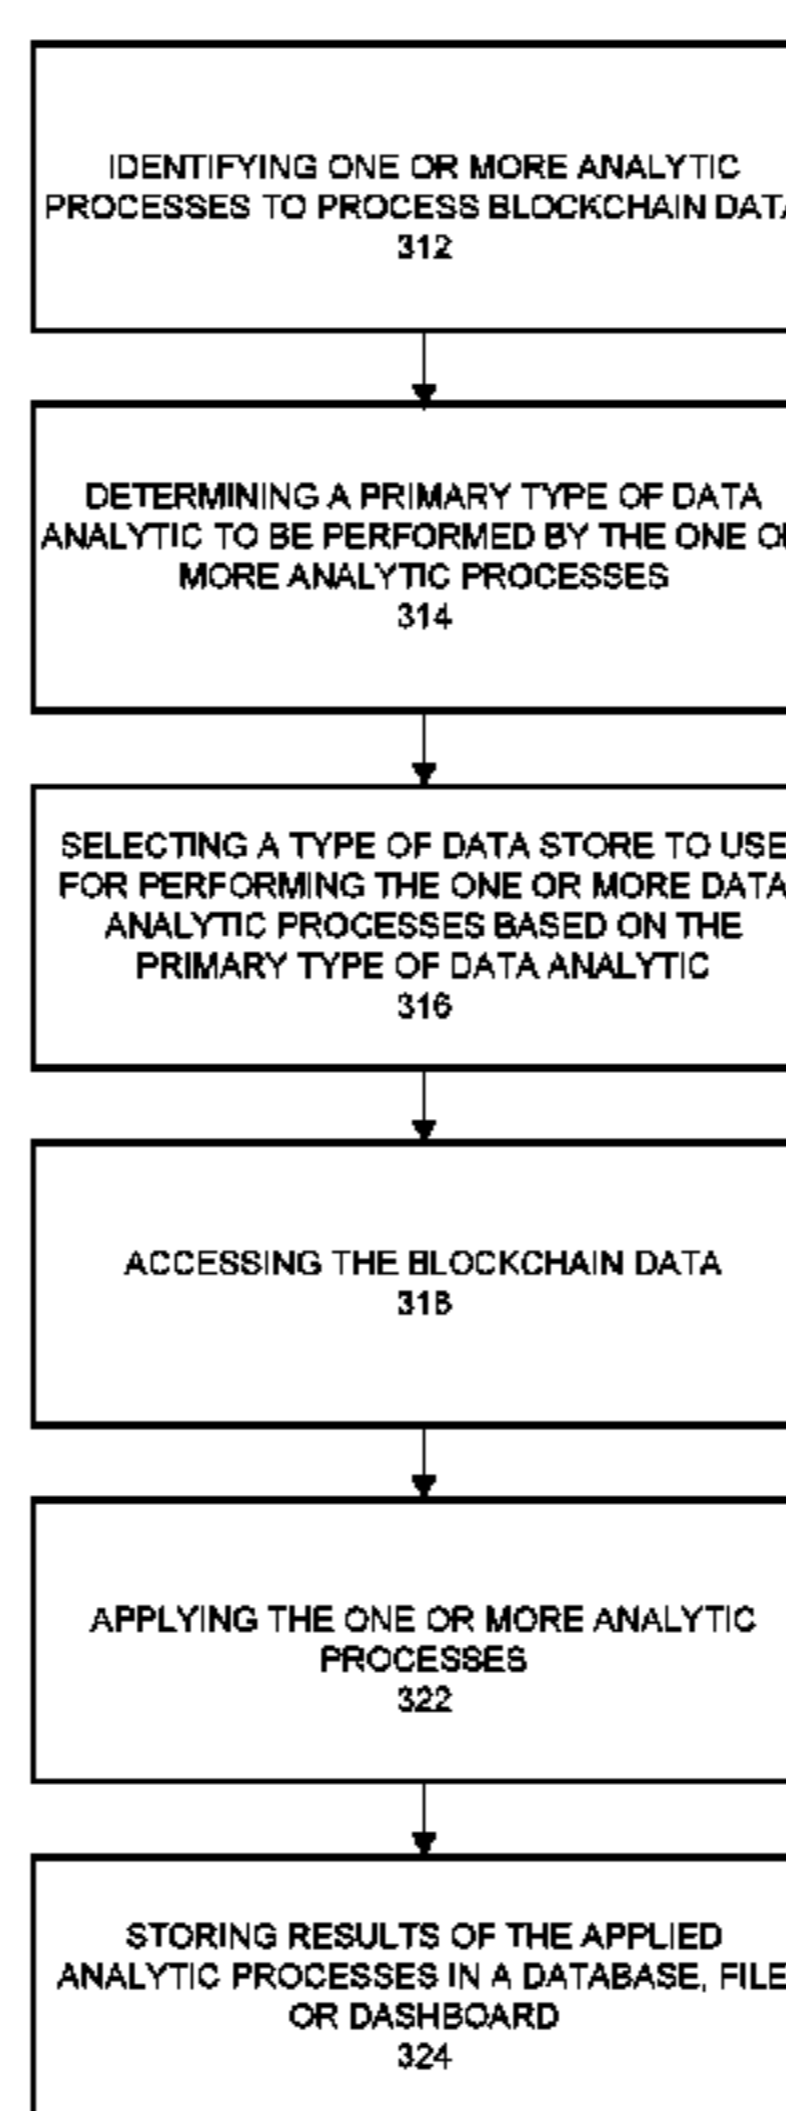 IDENTIFYING ONE OR MORE ANALYTIC
PROCESSES TO PROCESS BLOCKCHAIN DATA
312
DETERMINING A PRIMARY TYPE OF DATA
ANALYTIC TO BE PERFORMED BY THE ONE OR
MORE ANALYTIC PROCESSES
314
SELECTING A TYPE OF DATA STORE TO USE
FOR PERFORMING THE ONE OR MORE DATA
ANALYTIC PROCESSES BASED ON THE
PRIMARY TYPE OF DATA ANALYTIC
316
ACCESSING THE BLOCKCHAIN DATA
318
APPLYING THE ONE OR MORE ANALYTIC
PROCESSES
322
STORING RESULTS OF THE APPLIED
ANALYTIC PROCESSES IN A DATABASE, FILE
OR DASHBOARD
324